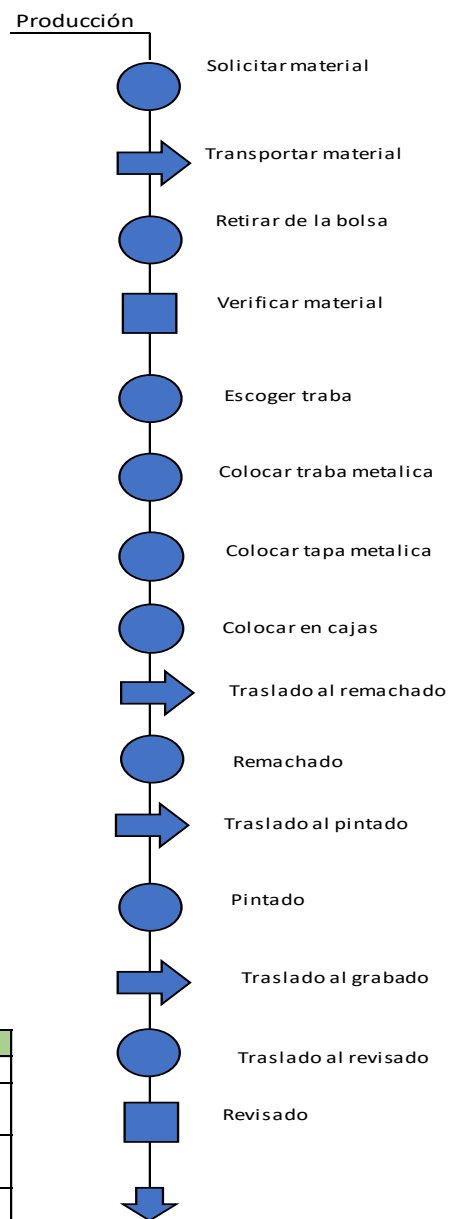 Producción
Solicitar material
Transportar material
Retirar de la bolsa
Verificar material
Escoger traba
Colocar traba metalica
Colocar tapa metalica
Colocar en cajas
Traslado al remachado
Remachado
Traslado al pintado
Pintado
Traslado al grabado
Traslado al revisado
Revisado